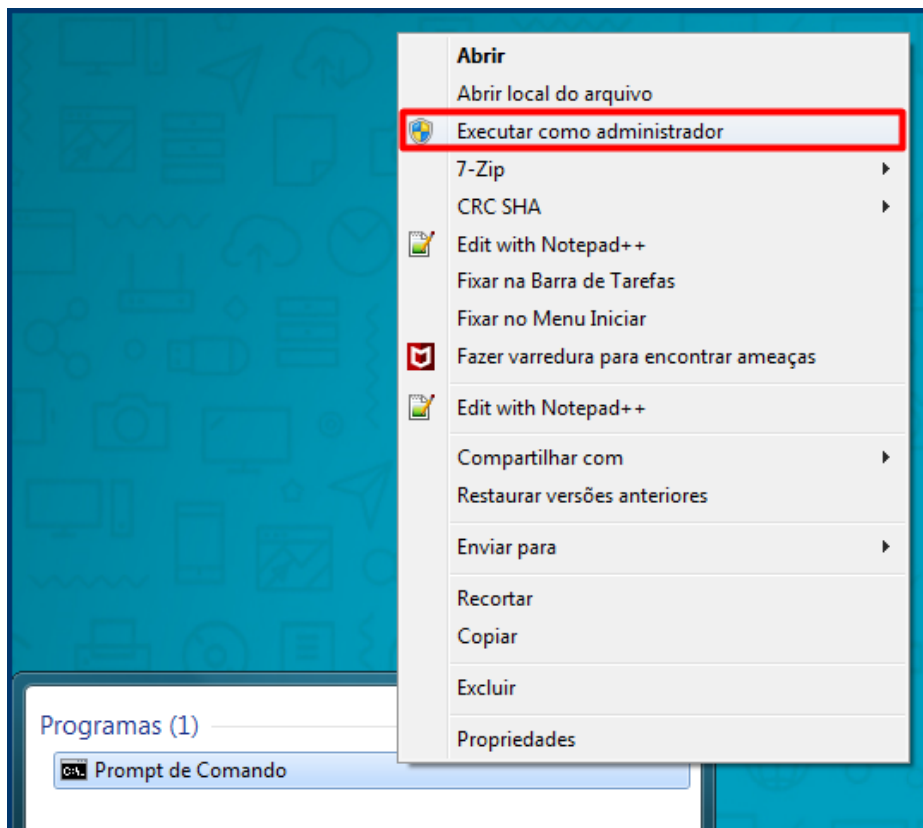 Abrir
Abrir local do arquivo
Executar como administrador
7-Zip
CRC SHA
Edit with Notepad++
Fixar na Barra de Tarefas
Fixar no Menu Iniciar
Fazer varredura para encontrar ameaças
Edit with Notepad++
Compartilhar com
Restaurar versões anteriores
Enviar para
Recortar
Copiar
Excluir
Propriedades
Programas (1)
Prompt de Comando